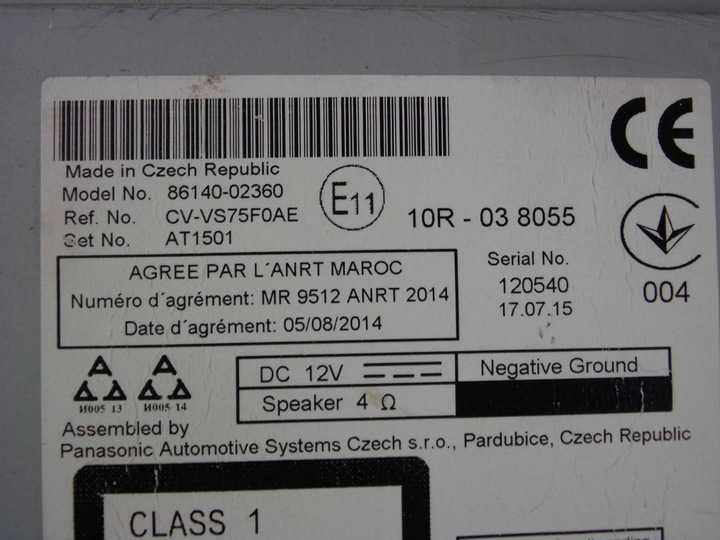 CE
Made in Czech Republic
Model No. 86140-02360
Ref. No. CV-VS75F0AE
Set No. AT1501
E11
10R - 03 8055
AGREE PAR L´ANRT MAROC
Numéro d´agrément: MR 9512 ANRT 2014
Date d´agrément: 05/08/2014
Serial No.
120540
17.07.15
004
И005 13 И005 14
DC 12V
Negative Ground
Speaker 4 Ω
Assembled by
Panasonic Automotive Systems Czech s.r.o., Pardubice, Czech Republic
CLASS 1